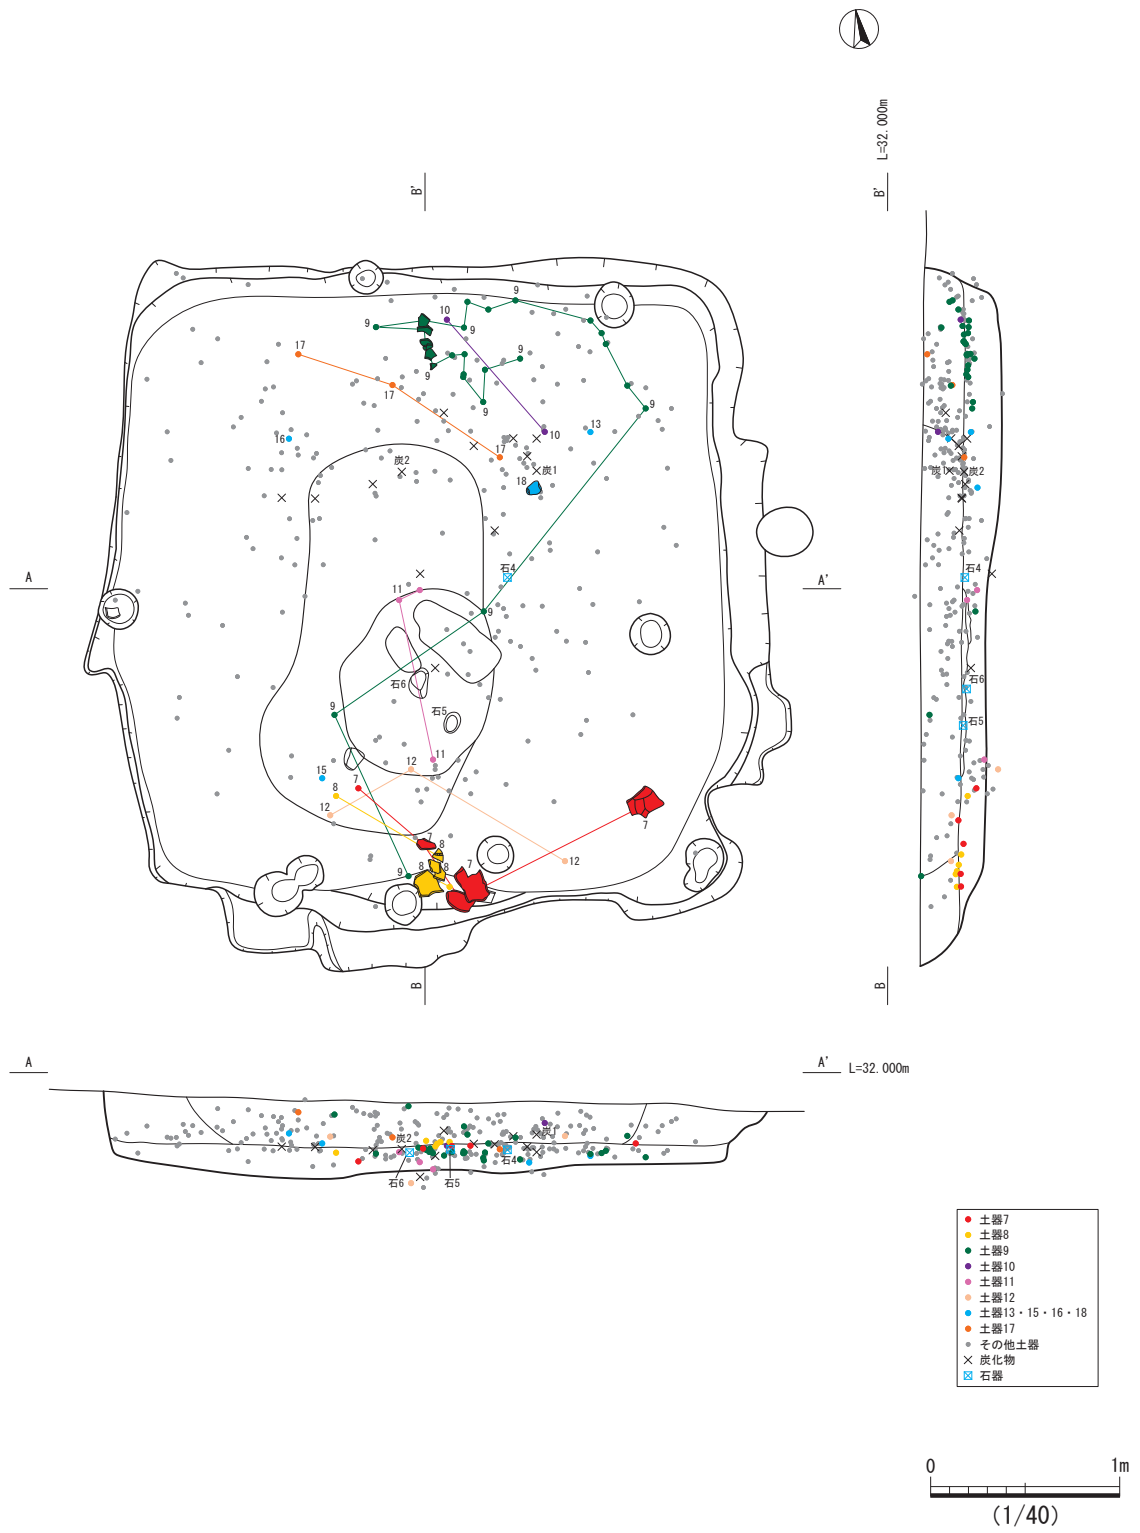 L=32.000m
B'
B'
9
10
9
9
17
9
9
17
9
9
10
13
16
17
炭2
炭1
18
炭1
炭2
石4
石4
A
A'
11
9
石6
石6
石5
石5
9
11
12
15
7
8
12
7
7
8
12
8
8
7
9
B
B
A
A'
L=32.000m
炭2
炭1
石4
石6
石5
土器7
土器8
土器9
土器10
土器11
土器12
土器13・15・16・18
土器17
その他土器
炭化物
石器
0
1m
(1/40)